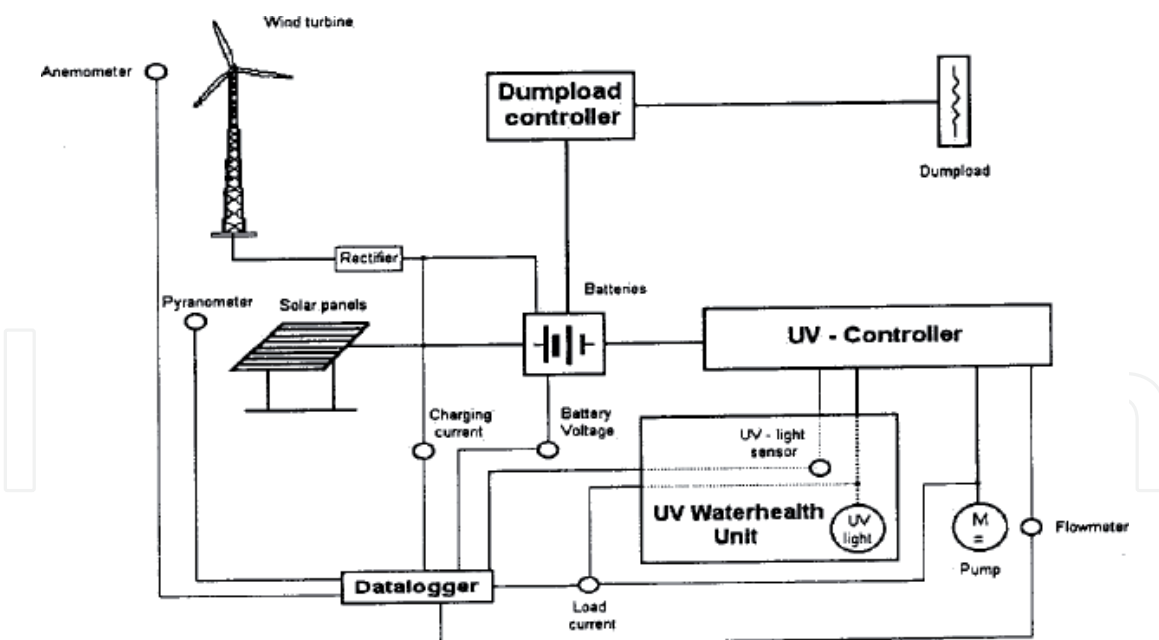 Wind turbine
Anemometer
Dumpload
controller
Dumpload
Rectifier
Batteries
Pyranometer
Solar panels
UV - Controller
Charging
current
Battery
Voltage
UV - light
sensor
UV Waterhealth
Unit
UV
light
M
=
Pump
Flowmeter
Datalogger
Load
current